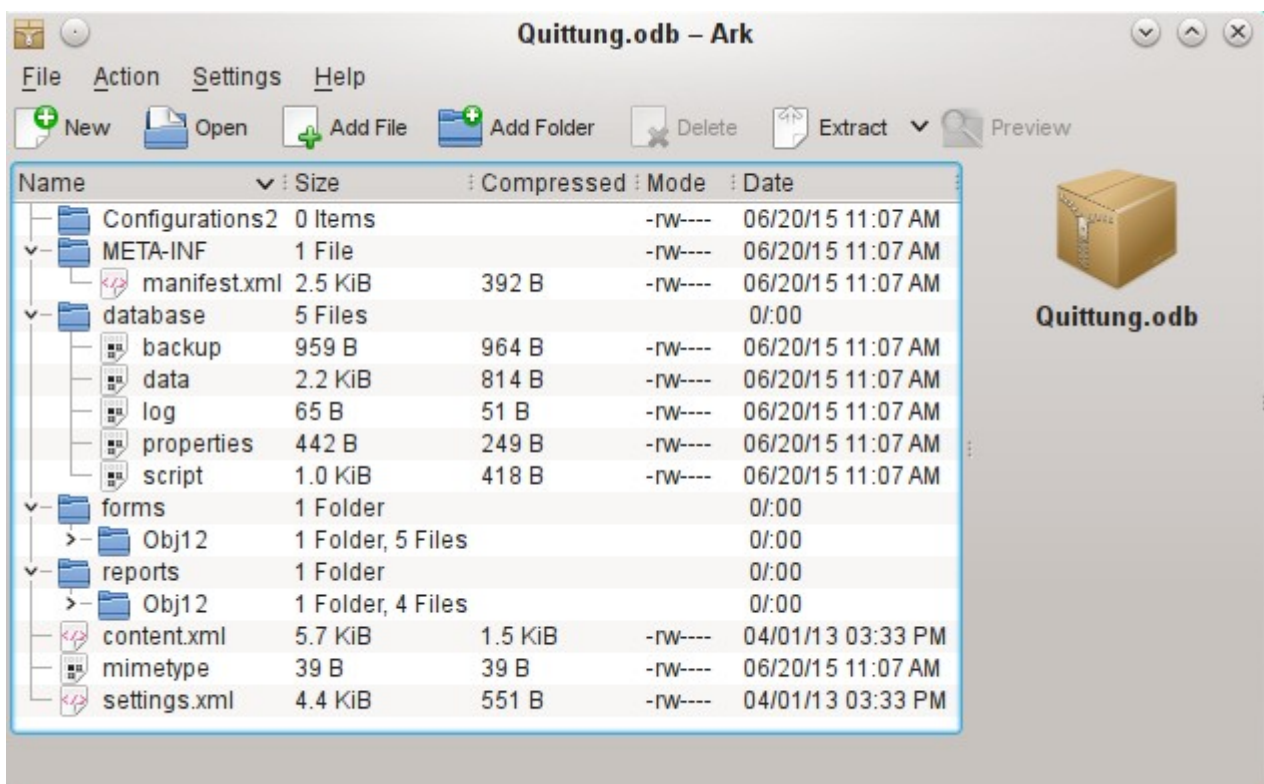 Quittung.odb – Ark
File Action Settings Help
New Open Add File Add Folder Delete Extract Preview
Name Size Compressed Mode Date
Configurations2 0 Items -rw---- 06/20/15 11:07 AM
META-INF 1 File -rw---- 06/20/15 11:07 AM
manifest.xml 2.5 KiB 392 B -rw---- 06/20/15 11:07 AM
database 5 Files 0/:00
backup 959 B 964 B -rw---- 06/20/15 11:07 AM
data 2.2 KiB 814 B -rw---- 06/20/15 11:07 AM
log 65 B 51 B -rw---- 06/20/15 11:07 AM
properties 442 B 249 B -rw---- 06/20/15 11:07 AM
script 1.0 KiB 418 B -rw---- 06/20/15 11:07 AM
forms 1 Folder 0/:00
Obj12 1 Folder, 5 Files 0/:00
reports 1 Folder 0/:00
Obj12 1 Folder, 4 Files 0/:00
content.xml 5.7 KiB 1.5 KiB -rw---- 04/01/13 03:33 PM
mimetype 39 B 39 B -rw---- 06/20/15 11:07 AM
settings.xml 4.4 KiB 551 B -rw---- 04/01/13 03:33 PM
Quittung.odb